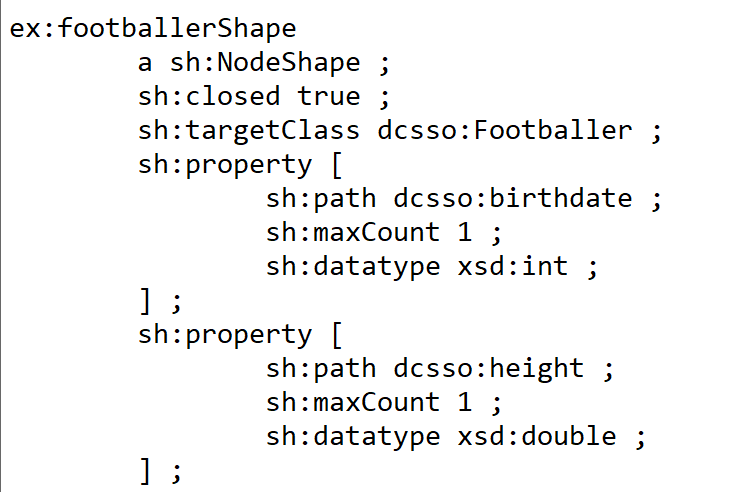 ex:footballerShape
a sh:NodeShape ;
sh:closed true ;
sh:targetClass dcsso:Footballer ;
sh:property [
sh:path dcsso:birthdate ;
sh:maxCount 1 ;
sh:datatype xsd:int ;
] ;
sh:property [
sh:path dcsso:height ;
sh:maxCount 1 ;
sh:datatype xsd:double ;
] ;